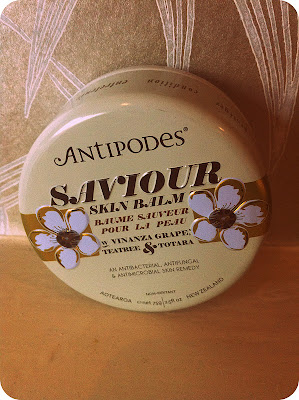 ANTIPODES®
SAVIOUR
SKIN BALM
BAUME SAUVEUR
POUR LA PEAU
W VINANZA GRAPE,
TEATREE & TOTARA
AN ANTIBACTERIAL, ANTIFUNGAL
& ANTIMICROBIAL SKIN REMEDY
AOTEAROA NEW ZEALAND
condition